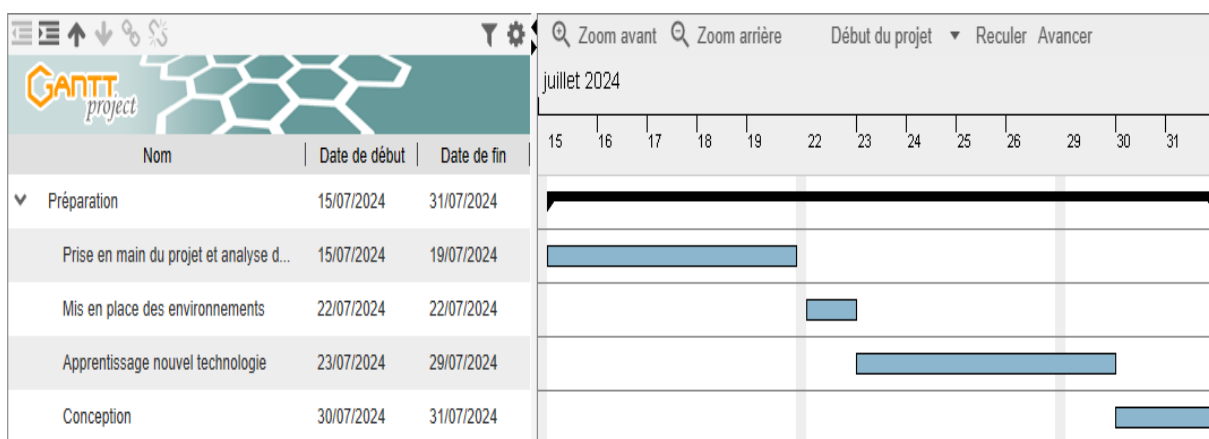 Zoom avant Zoom arrière Début du projet Reculer Avancer
juillet 2024
GANTT
project
15 16 17 18 19 22 23 24 25 26 29 30 31
Nom Date de début Date de fin
Préparation 15/07/2024 31/07/2024
Prise en main du projet et analyse d... 15/07/2024 19/07/2024
Mis en place des environnements 22/07/2024 22/07/2024
Apprentissage nouvel technologie 23/07/2024 29/07/2024
Conception 30/07/2024 31/07/2024